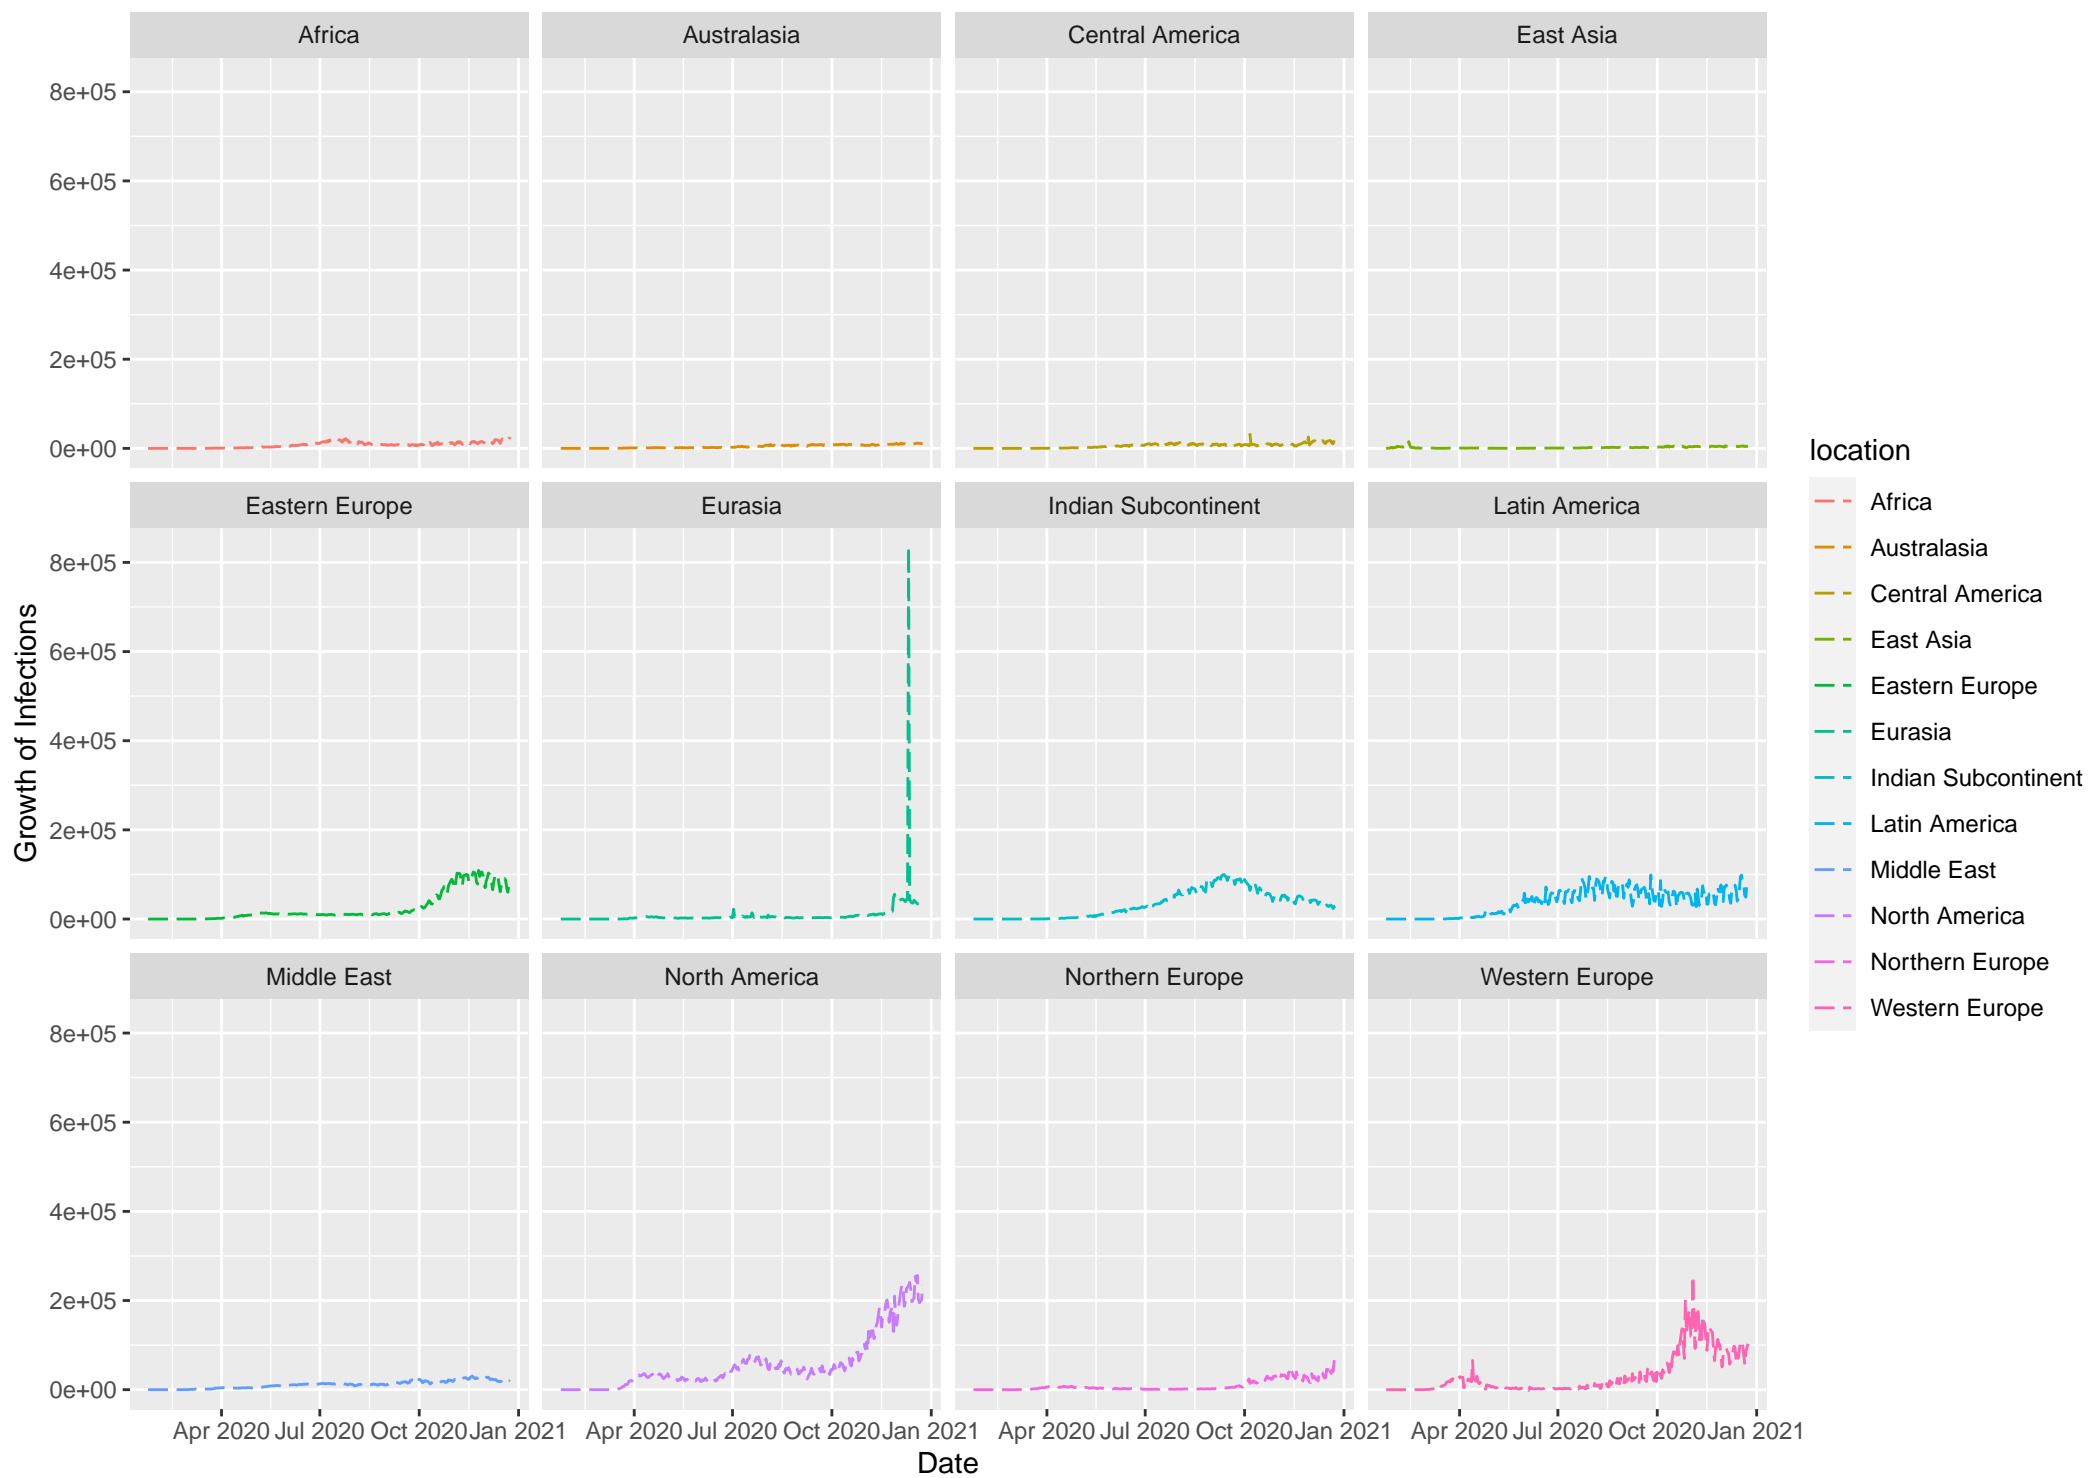 Africa
Australasia
Central America
East Asia
8e+05
6e+05
4e+05
2e+05
0e+00
Eastern Europe
Eurasia
Indian Subcontinent
Latin America
8e+05
6e+05
4e+05
2e+05
0e+00
Middle East
North America
Northern Europe
Western Europe
8e+05
6e+05
4e+05
2e+05
0e+00
Apr 2020 Jul 2020 Oct 2020 Jan 2021
Apr 2020 Jul 2020 Oct 2020 Jan 2021
Apr 2020 Jul 2020 Oct 2020 Jan 2021
Apr 2020 Jul 2020 Oct 2020 Jan 2021
Date
Growth of Infections
location
Africa
Australasia
Central America
East Asia
Eastern Europe
Eurasia
Indian Subcontinent
Latin America
Middle East
North America
Northern Europe
Western Europe